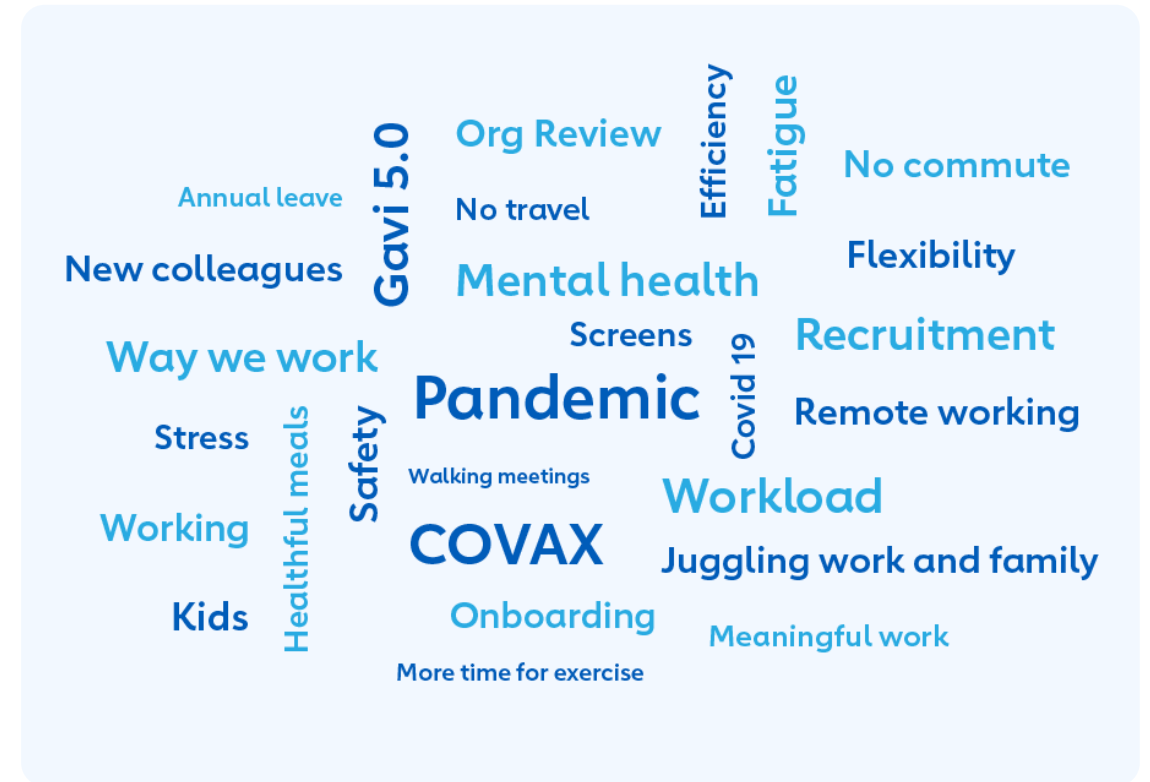 Efficiency
Fatigue
Org Review
Gavi 5.0
No commute
Annual leave
No travel
Flexibility
New colleagues
Mental health
Screens
Recruitment
Way we work
Covid 19
Pandemic
Remote working
Stress
Healthful meals
Safety
Walking meetings
Workload
Working
COVAX
Juggling work and family
Kids
Onboarding
Meaningful work
More time for exercise